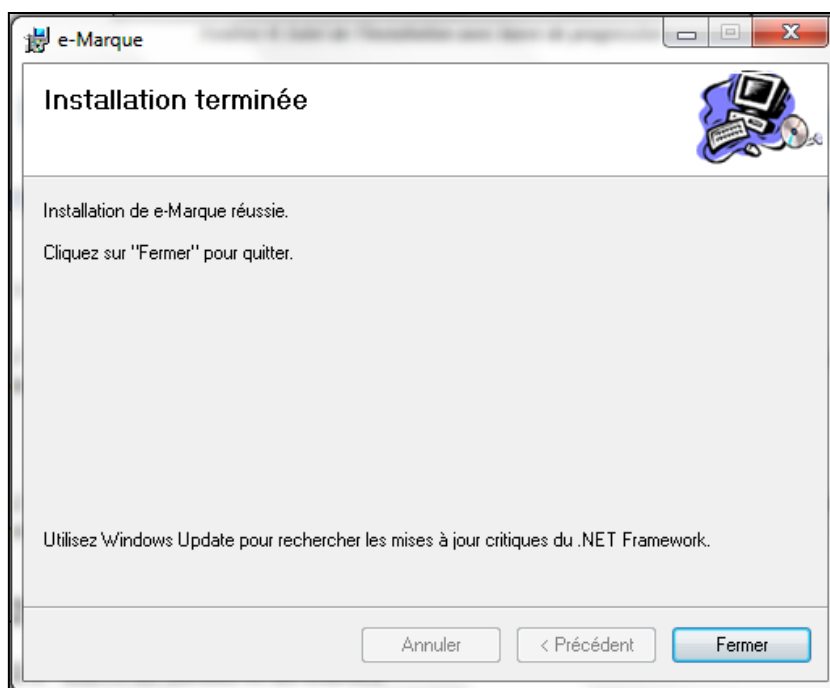 e-Marque
Installation terminée
Installation de e-Marque réussie.
Cliquez sur "Fermer" pour quitter.
Utilisez Windows Update pour rechercher les mises à jour critiques du .NET Framework.
Annuler
< Précédent
Fermer